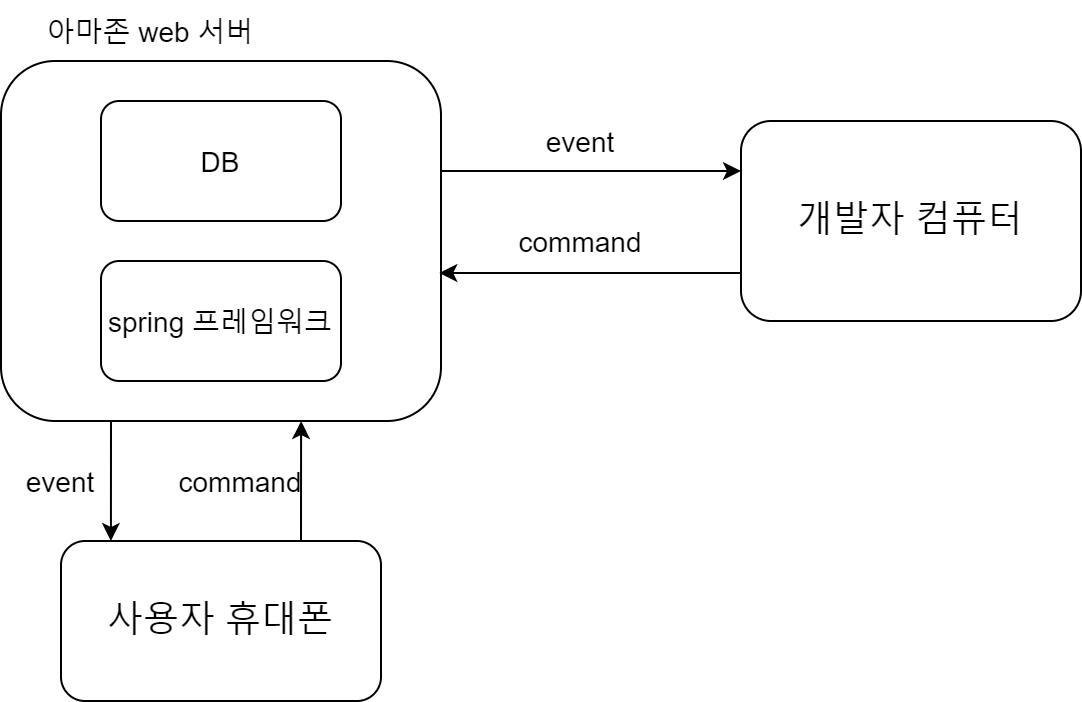 아마존 web 서버
DB
event
개발자 컴퓨터
command
spring 프레임워크
event
command
사용자 휴대폰